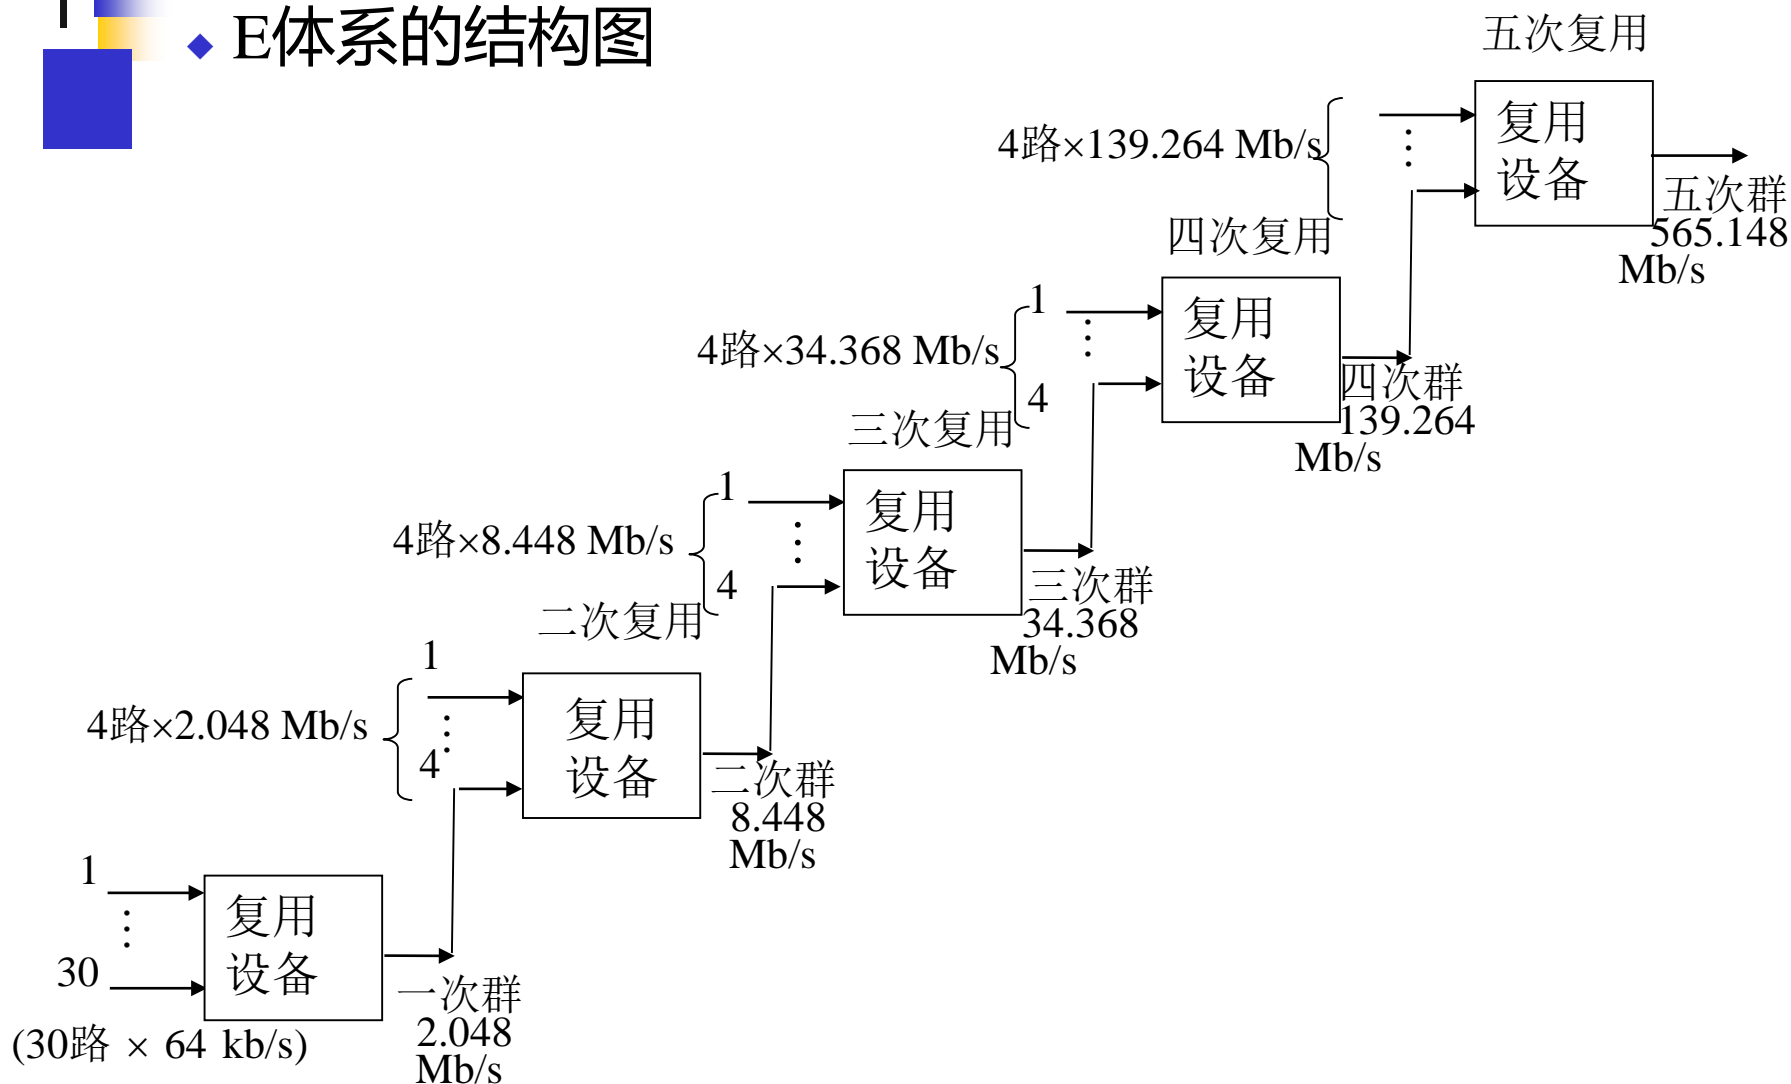 E体系的结构图
五次复用
复用
设备
4路×139.264 Mb/s
五次群
565.148
Mb/s
四次复用
1
复用
设备
4路×34.368 Mb/s
4
四次群
139.264
Mb/s
三次复用
1
复用
设备
4路×8.448 Mb/s
4
三次群
34.368
Mb/s
二次复用
1
复用
设备
4路×2.048 Mb/s
4
二次群
8.448
Mb/s
1
复用
设备
30
一次群
2.048
Mb/s
(30路 × 64 kb/s)